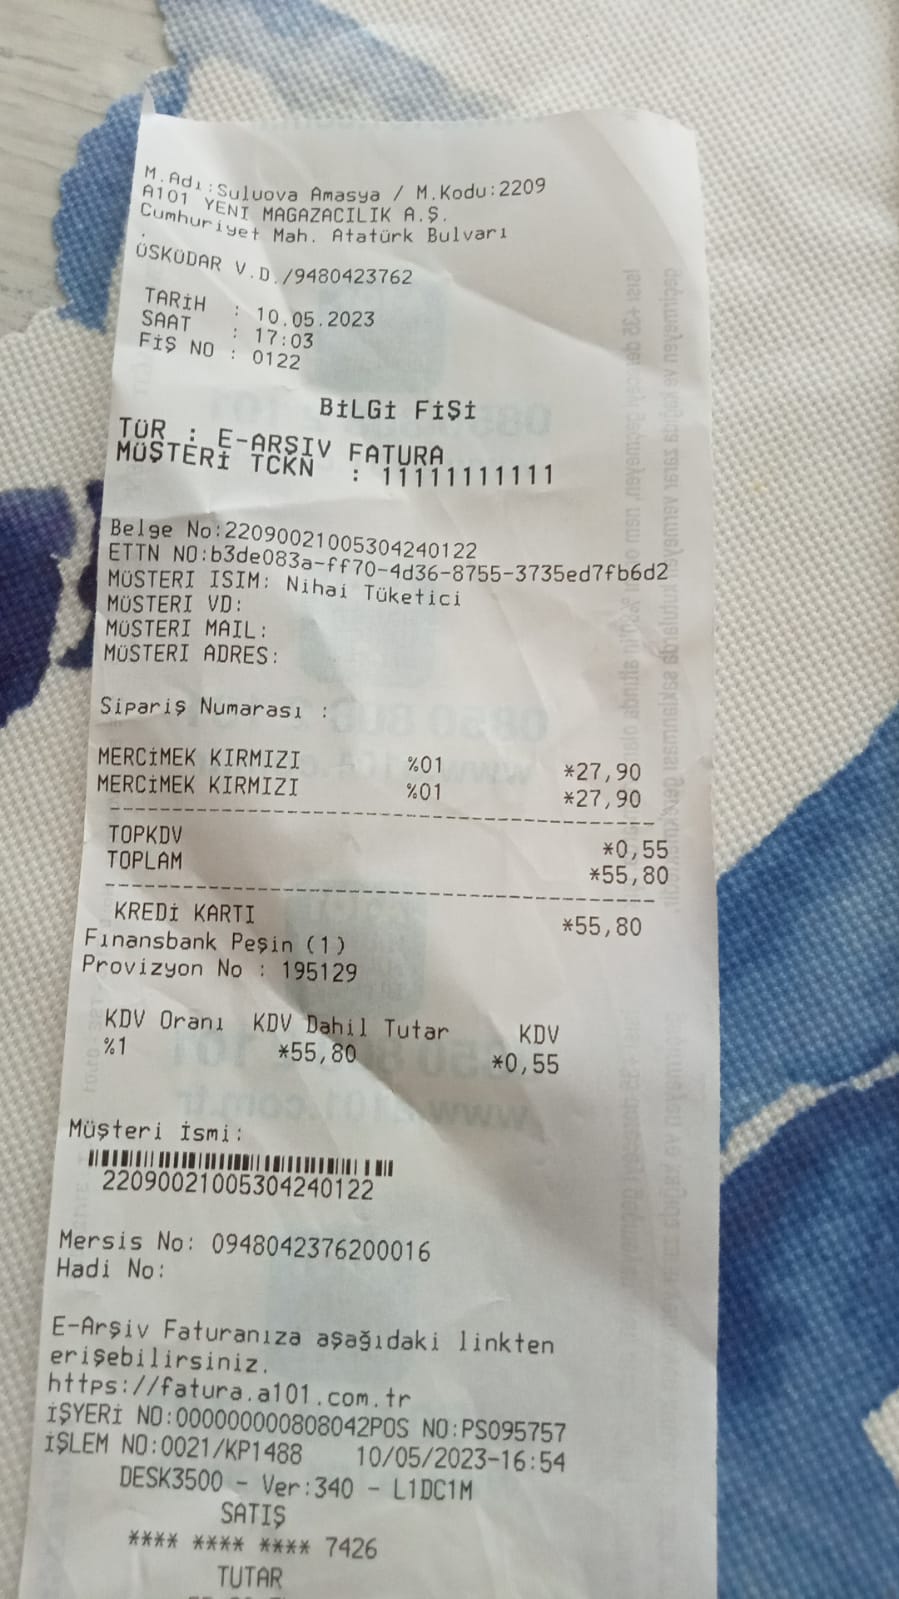 M.Adı:Suluova Amasya / M.Kodu:2209
A101 YENİ MAGAZACILIK A.Ş.
Cumhuriyet Mah. Atatürk Bulvarı
.
ÜSKÜDAR V.D./9480423762
TARİH : 10.05.2023
SAAT : 17:03
FİŞ NO : 0122
BİLGİ FİŞİ
TÜR : E-ARŞIV FATURA
MÜŞTERİ TCKN : 11111111111
Belge No:22090021005304240122
ETTN NO:b3de083a-ff70-4d36-8755-3735ed7fb6d2
MÜSTERI ISIM: Nihai Tüketici
MÜSTERI VD:
MÜSTERI MAIL:
MÜSTERI ADRES:
Sipariş Numarası :
MERCİMEK KIRMIZI %01 *27,90
MERCİMEK KIRMIZI %01 *27,90
TOPKDV *0,55
TOPLAM *55,80
KREDİ KARTI *55,80
Fınansbank Peşin (1)
Provizyon No : 195129
KDV Oranı KDV Dahil Tutar KDV
%1 *55,80 *0,55
Müşteri İsmi:
22090021005304240122
Mersis No: 0948042376200016
Hadi No:
E-Arşiv Faturanıza aşağıdaki linkten
erişebilirsiniz.
https://fatura.a101.com.tr
İŞYERİ NO:000000000808042POS NO:PS095757
İŞLEM NO:0021/KP1488 10/05/2023-16:54
DESK3500 - Ver:340 - L1DC1M
SATIŞ
**** **** **** 7426
TUTAR